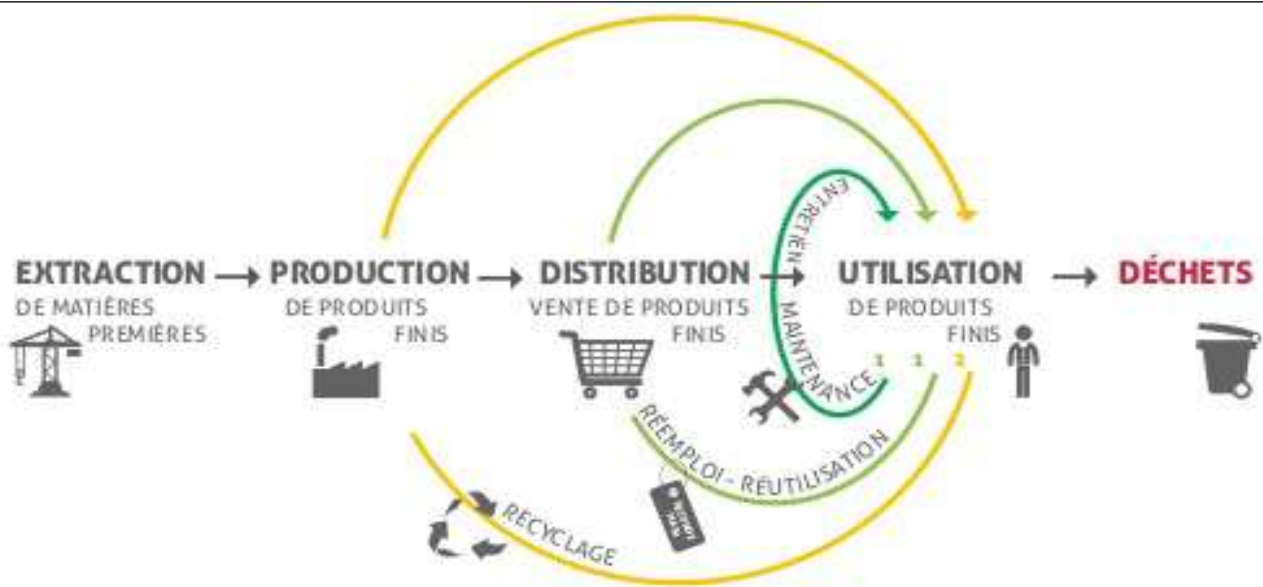 EXTRACTION
DE MATIÈRES
PREMIÈRES
PRODUCTION
DE PRODUITS
FINIS
DISTRIBUTION
VENTE DE PRODUITS
FINIS
UTILISATION
DE PRODUITS
FINIS
DÉCHETS
ENTRETIEN
MAINTENANCE
RÉEMPLOI - RÉUTILISATION
RECYCLAGE